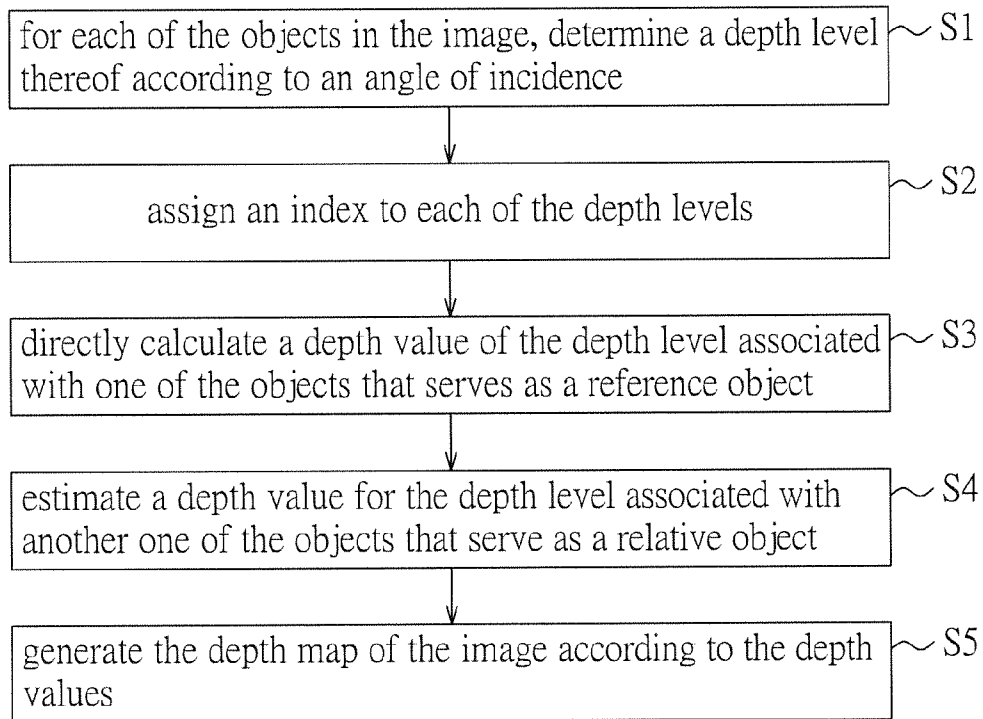 for each of the objects in the image, determine a depth level
thereof according to an angle of incidence
S1
assign an index to each of the depth levels
S2
directly calculate a depth value of the depth level associated
with one of the objects that serves as a reference object
S3
estimate a depth value for the depth level associated with
another one of the objects that serve as a relative object
S4
generate the depth map of the image according to the depth
values
S5